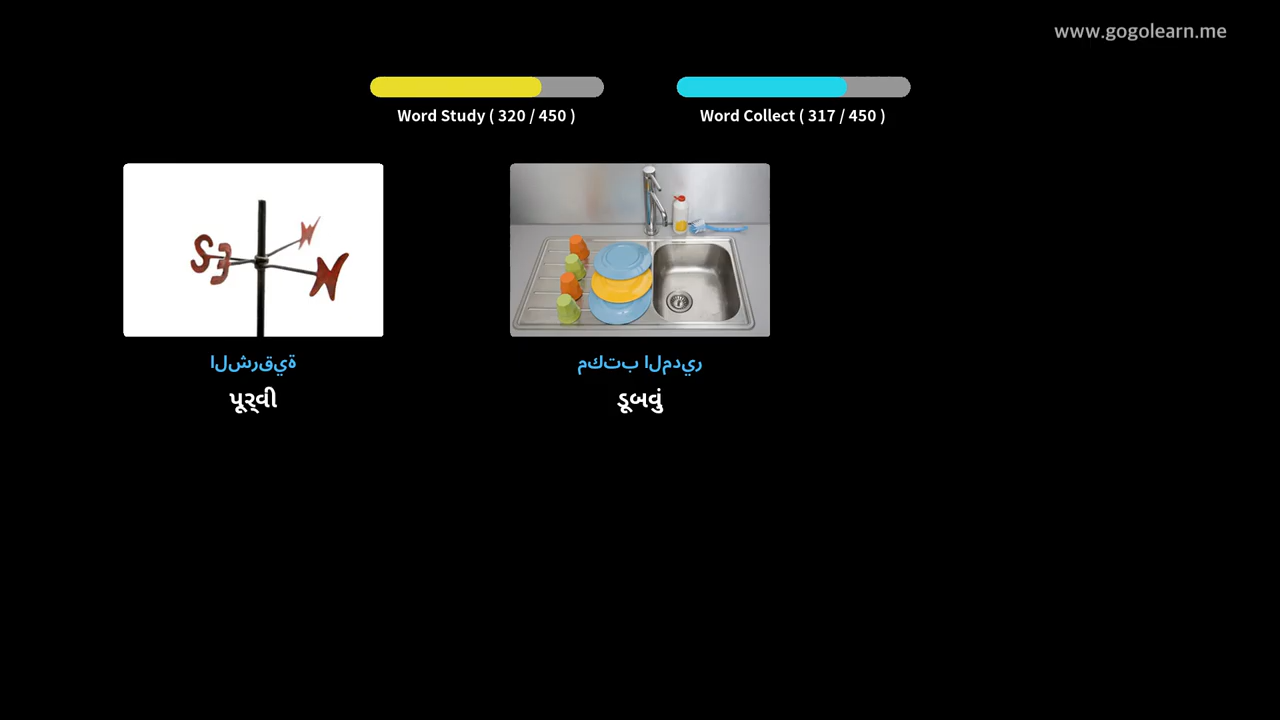 www.gogolearn.me
Word Study ( 320 / 450 )
Word Collect ( 317 / 450 )
الشرقية
مكتب المدير
પૂર્વી
ડૂબવું